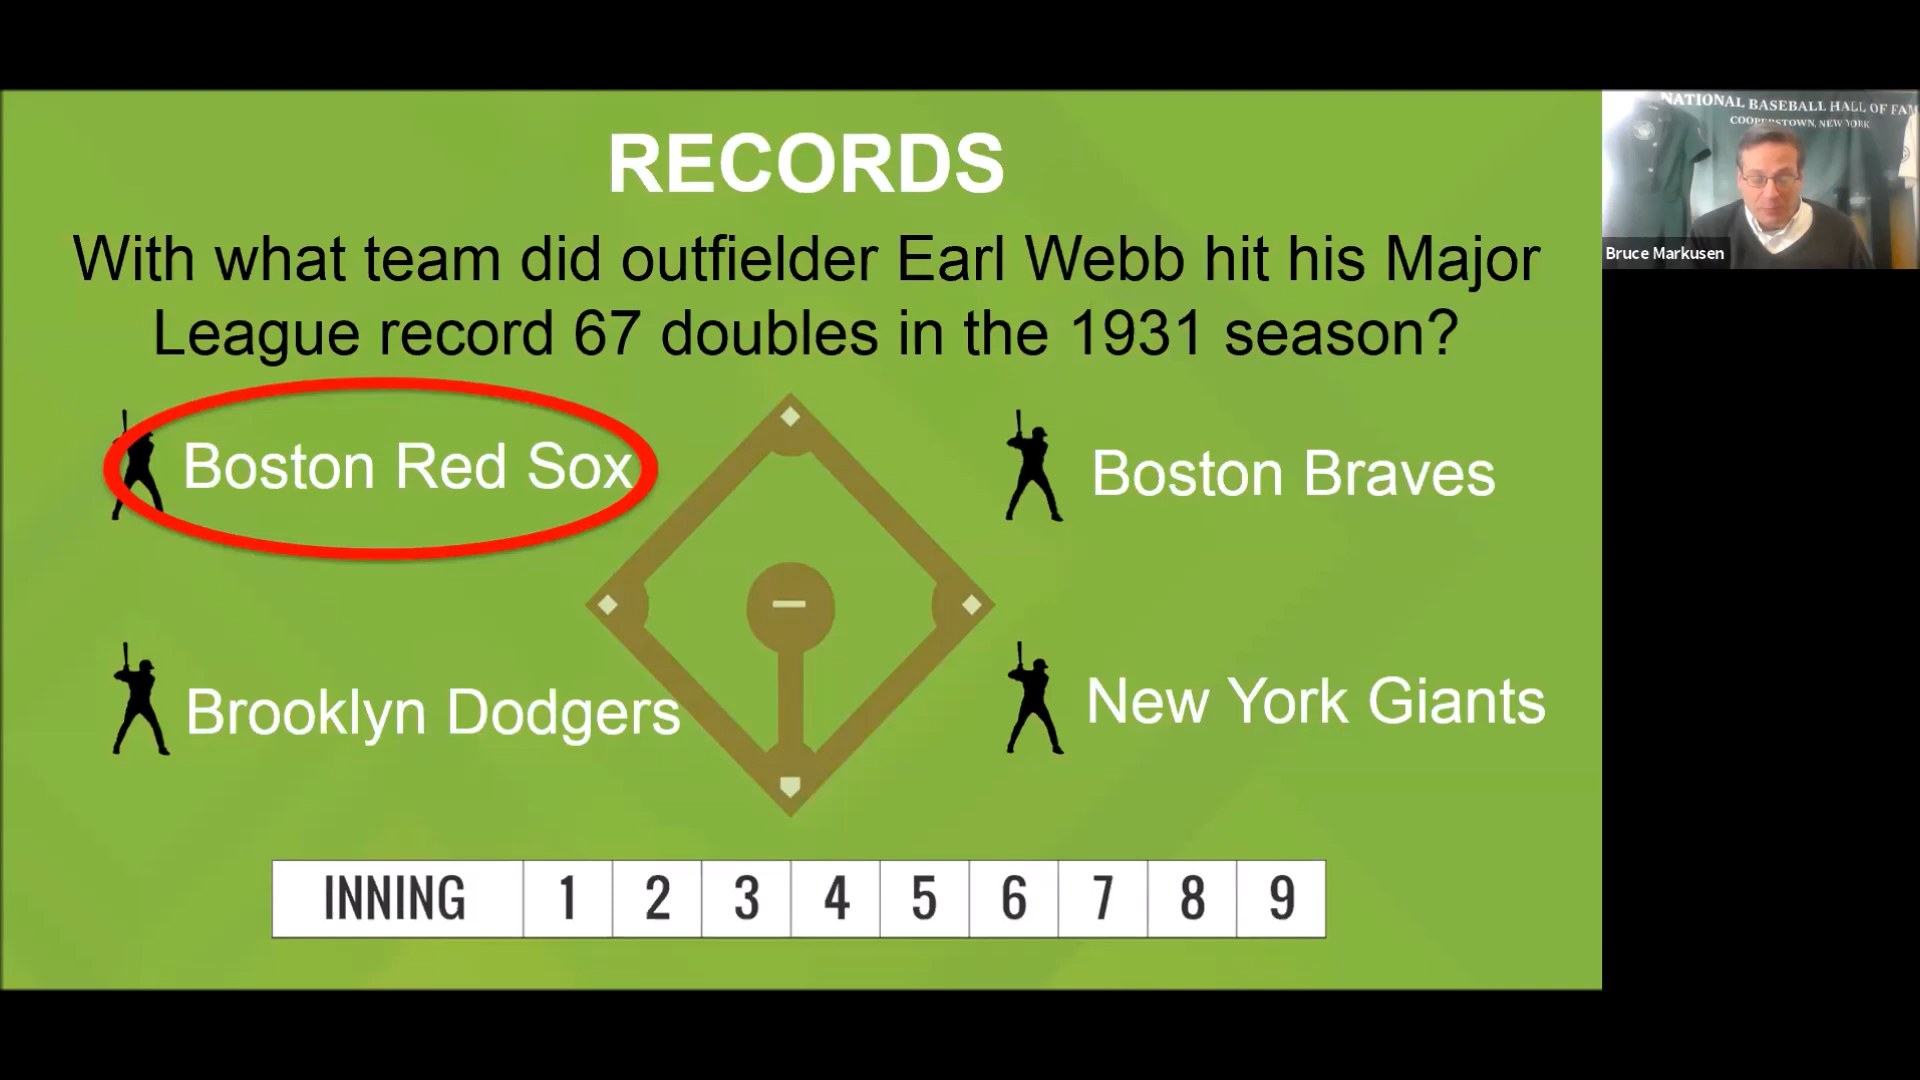 RECORDS
With what team did outfielder Earl Webb hit his Major
League record 67 doubles in the 1931 season?
Boston Red Sox
Boston Braves
Brooklyn Dodgers
New York Giants
INNING 1 2 3 4 5 6 7 8 9
NATIONAL BASEBALL HALL OF FAM
COOPERSTOWN, NEW YORK
Bruce Markusen